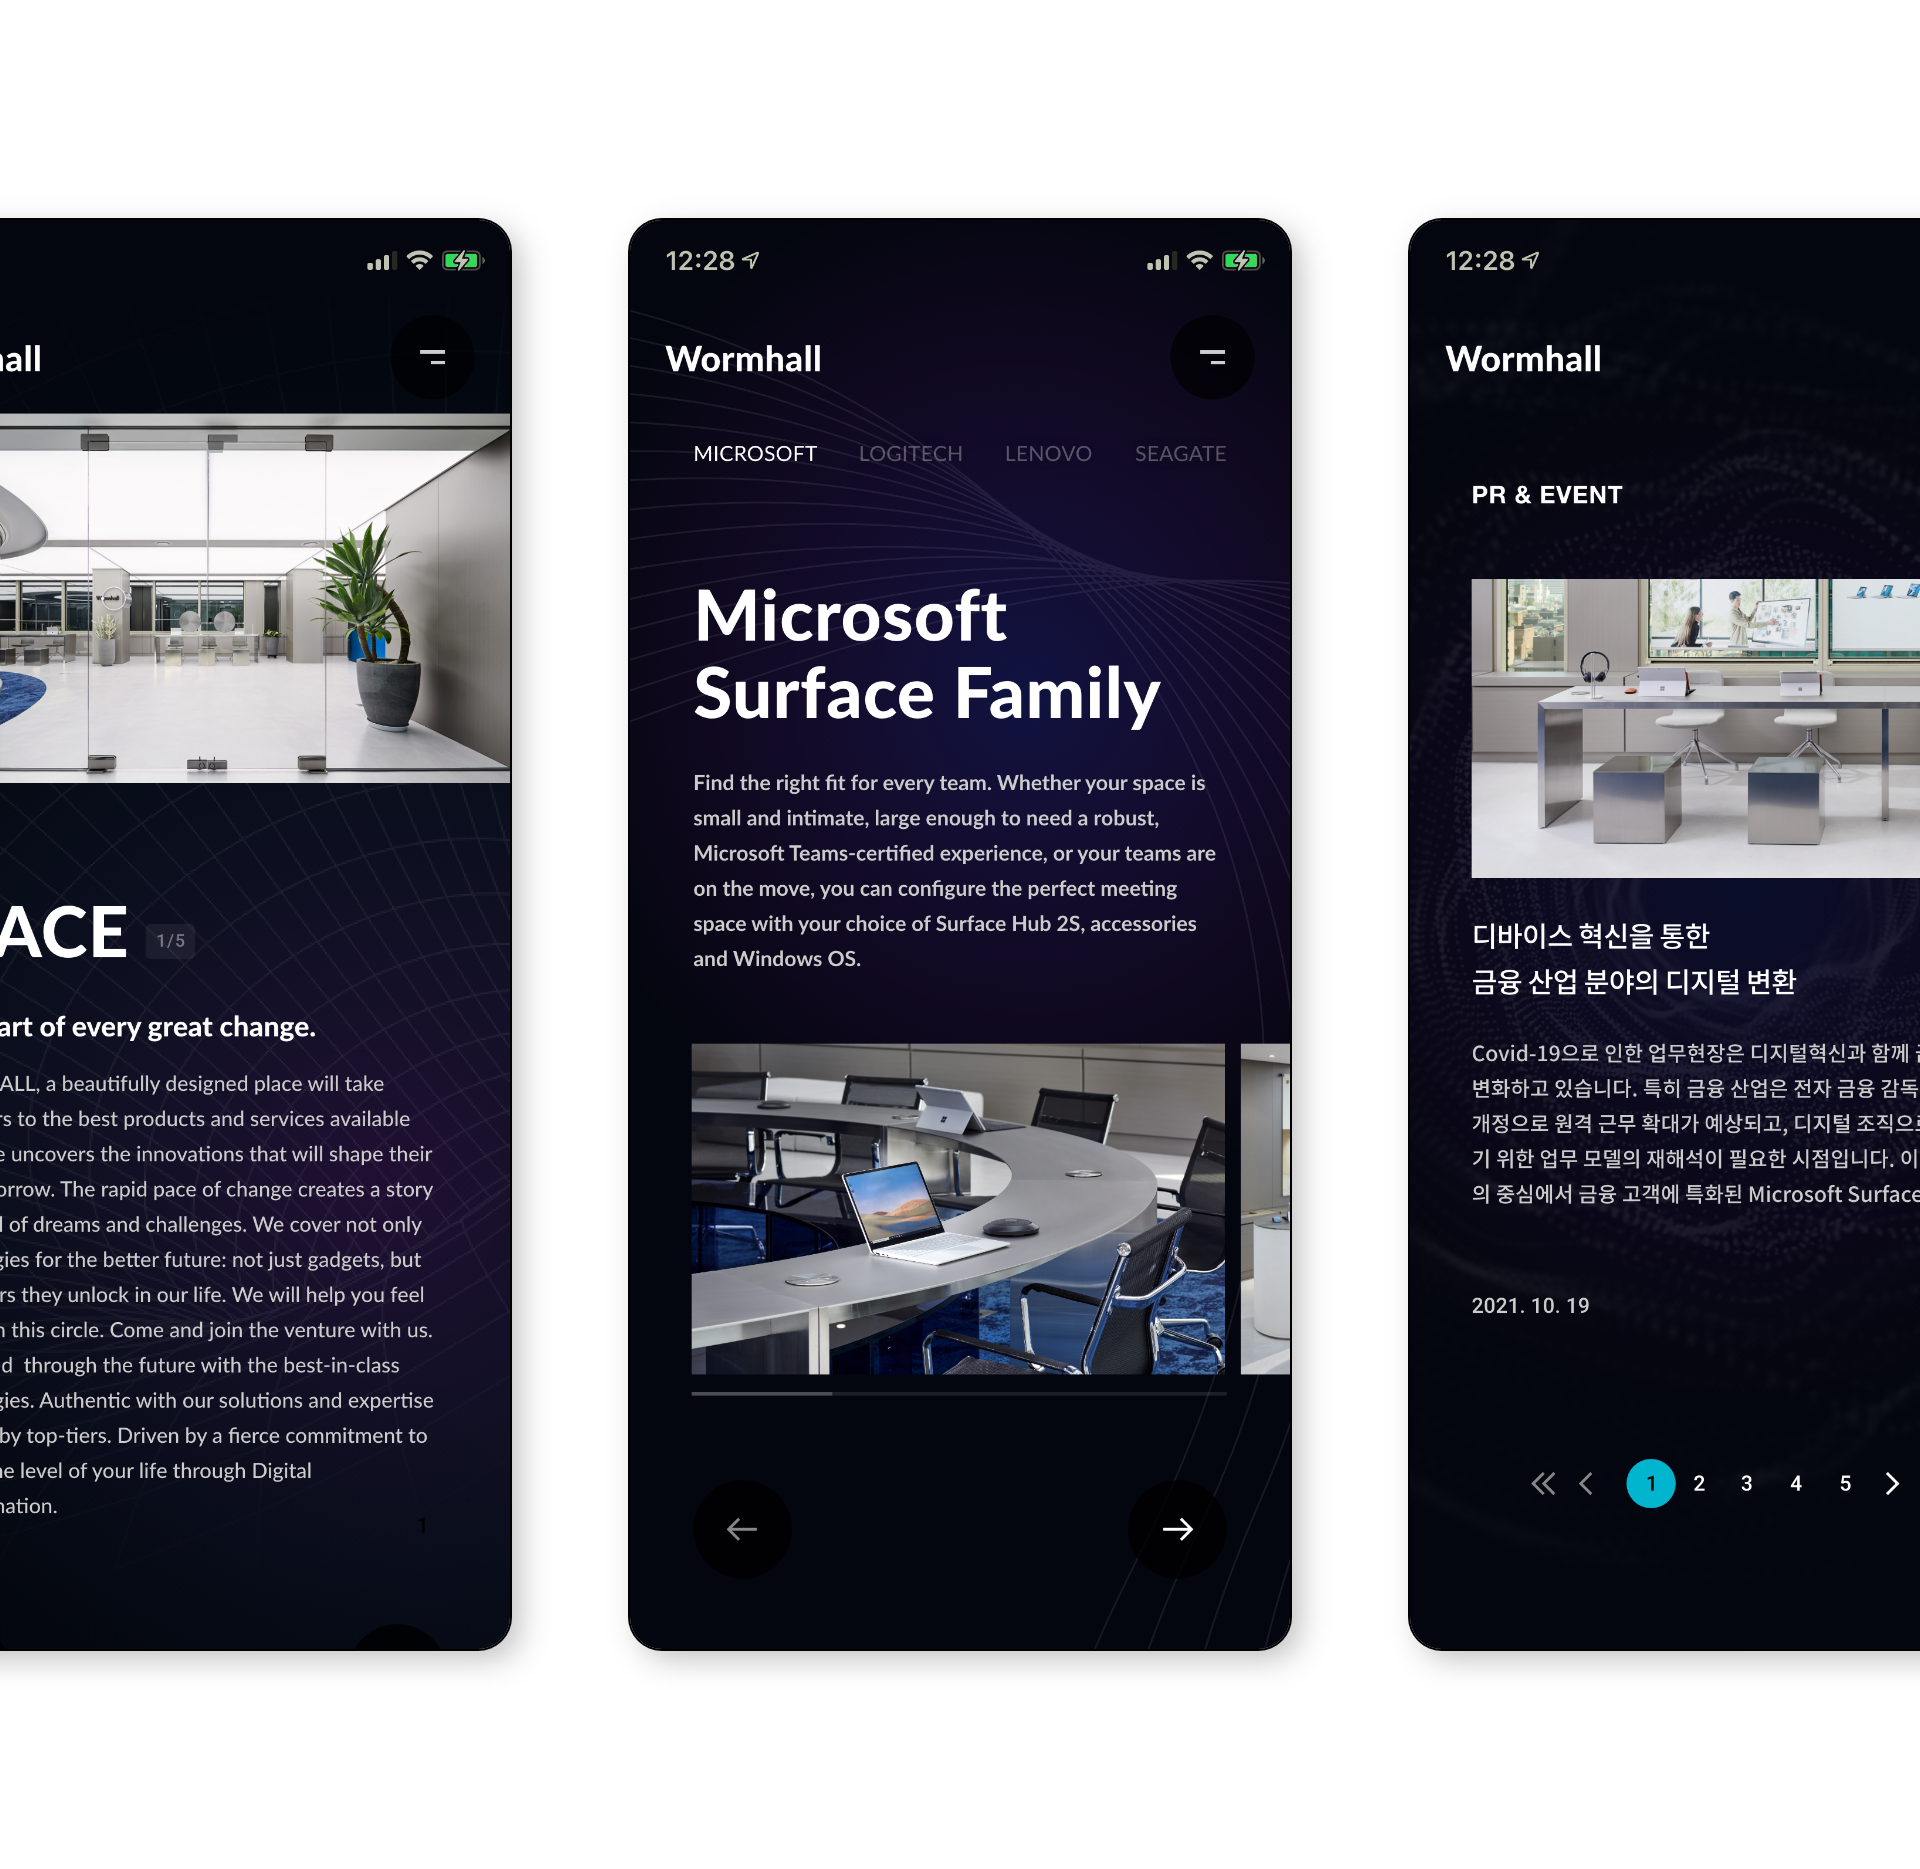 hall
ACE 1/5
art of every great change.
ALL, a beautifully designed place will take
rs to the best products and services available
e uncovers the innovations that will shape their
orrow. The rapid pace of change creates a story
l of dreams and challenges. We cover not only
gies for the better future: not just gadgets, but
rs they unlock in our life. We will help you feel
n this circle. Come and join the venture with us.
d through the future with the best-in-class
gies. Authentic with our solutions and expertise
by top-tiers. Driven by a fierce commitment to
ne level of your life through Digital
nation.
1
12:28
Wormhall
MICROSOFT LOGITECH LENOVO SEAGATE
Microsoft
Surface Family
Find the right fit for every team. Whether your space is
small and intimate, large enough to need a robust,
Microsoft Teams-certified experience, or your teams are
on the move, you can configure the perfect meeting
space with your choice of Surface Hub 2S, accessories
and Windows OS.
12:28
Wormhall
PR & EVENT
디바이스 혁신을 통한
금융 산업 분야의 디지털 변환
Covid-19으로 인한 업무현장은 디지털혁신과 함께
변화하고 있습니다. 특히 금융 산업은 전자 금융 감독
개정으로 원격 근무 확대가 예상되고, 디지털 조직으로
기 위한 업무 모델의 재해석이 필요한 시점입니다. 이
의 중심에서 금융 고객에 특화된 Microsoft Surface
2021. 10. 19
1 2 3 4 5